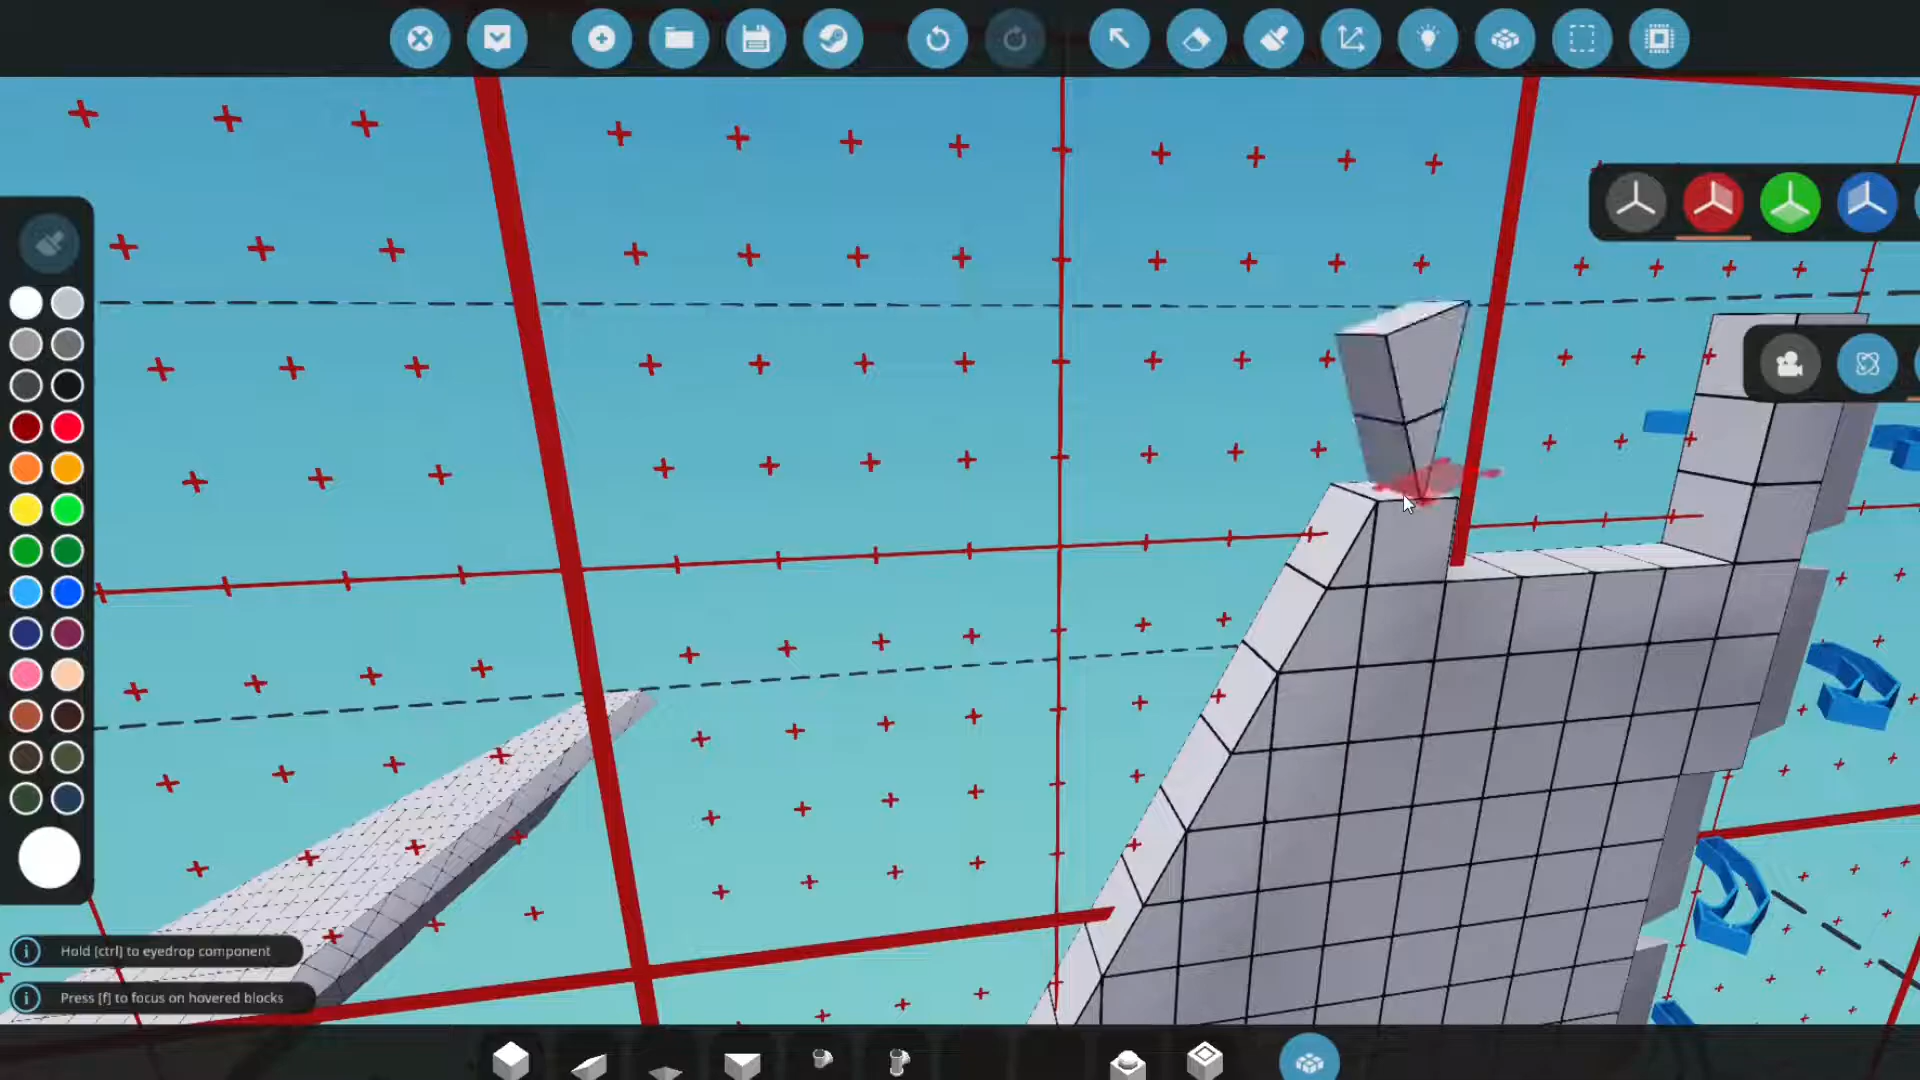 Hold [ctrl] to eyedrop component
Press [f] to focus on hovered blocks